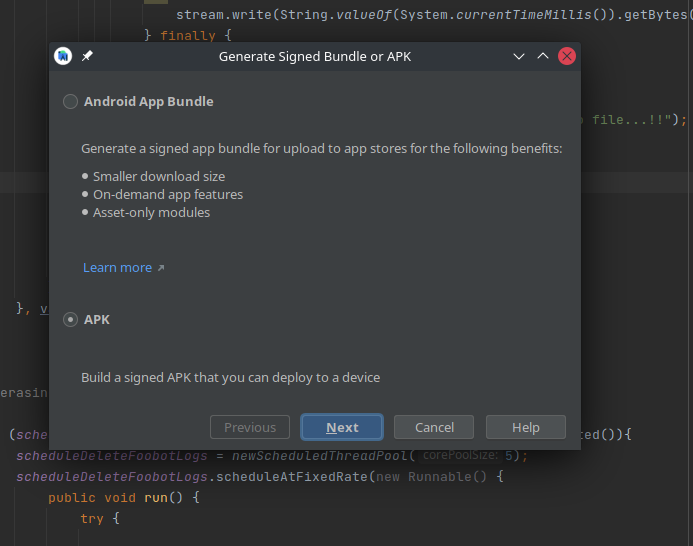 stream.write(String.valueOf(System.currentTimeMillis()).getBytes(
} finally {
Generate Signed Bundle or APK
Android App Bundle
file...!!");
Generate a signed app bundle for upload to app stores for the following benefits:
Smaller download size
On-demand app features
Asset-only modules
Learn more
}, v
APK
Build a signed APK that you can deploy to a device
erasin
Previous
Next
Cancel
Help
(sche
ted()){
scheduleDeleteFoobotLogs = newScheduledThreadPool( corePoolSize: 5);
scheduleDeleteFoobotLogs.scheduleAtFixedRate(new Runnable() {
public void run() {
try {